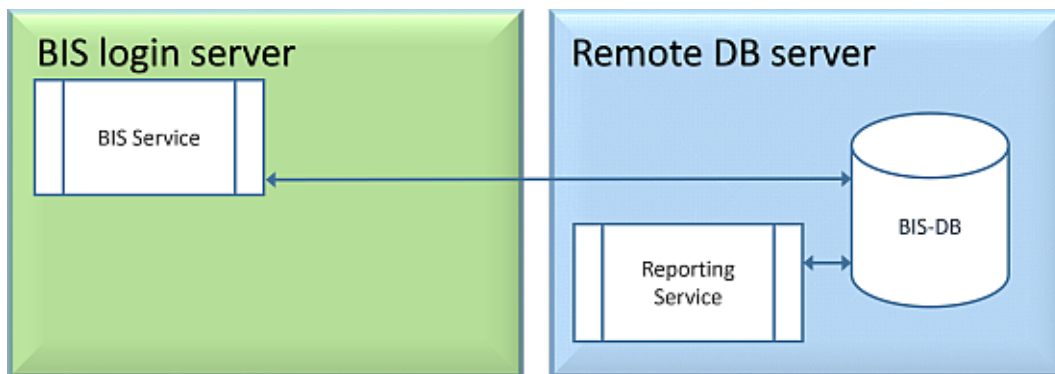 BIS login server
BIS Service
Remote DB server
BIS-DB
Reporting
Service